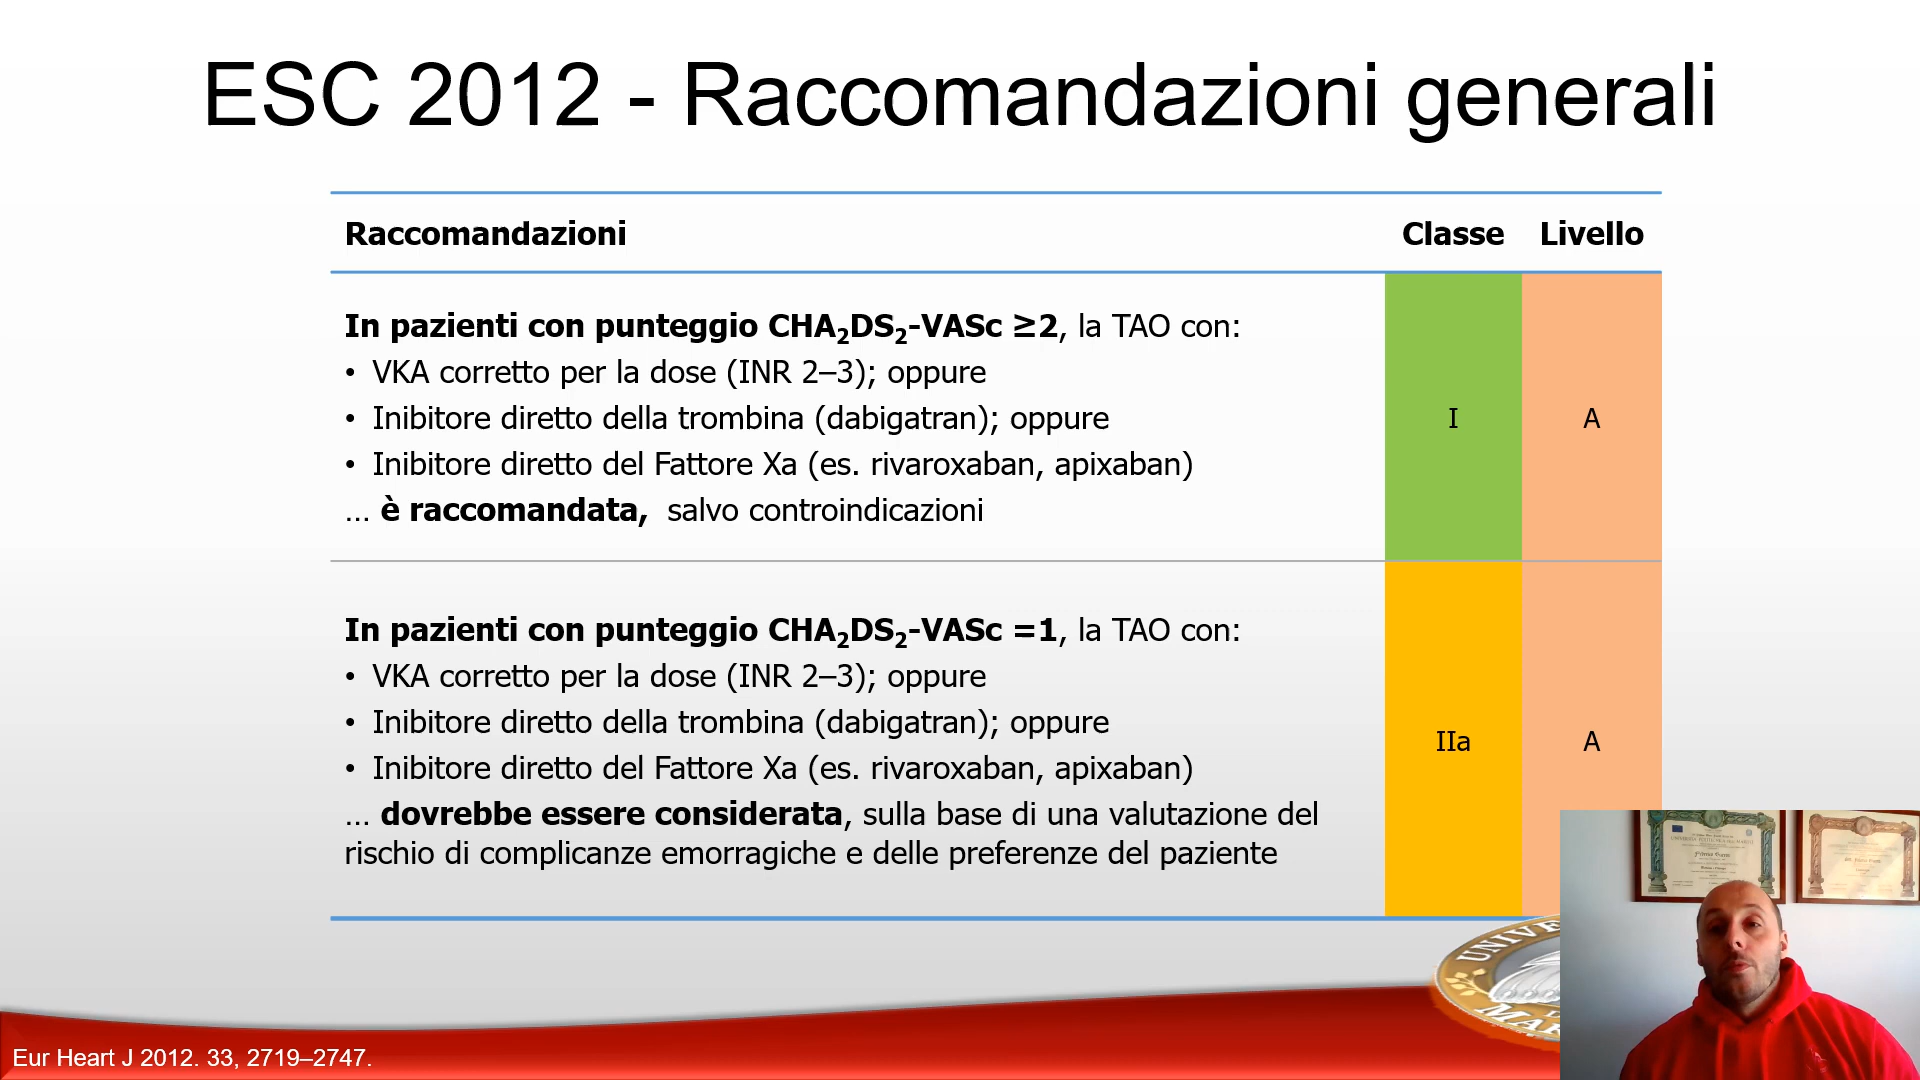 ESC 2012 - Raccomandazioni generali
Raccomandazioni Classe Livello
In pazienti con punteggio CHA₂DS₂-VASc ≥2, la TAO con:
• VKA corretto per la dose (INR 2–3); oppure
• Inibitore diretto della trombina (dabigatran); oppure
• Inibitore diretto del Fattore Xa (es. rivaroxaban, apixaban)
... è raccomandata, salvo controindicazioni
I A
In pazienti con punteggio CHA₂DS₂-VASc =1, la TAO con:
• VKA corretto per la dose (INR 2–3); oppure
• Inibitore diretto della trombina (dabigatran); oppure
• Inibitore diretto del Fattore Xa (es. rivaroxaban, apixaban)
... dovrebbe essere considerata, sulla base di una valutazione del
rischio di complicanze emorragiche e delle preferenze del paziente
IIa A
Eur Heart J 2012. 33, 2719–2747.